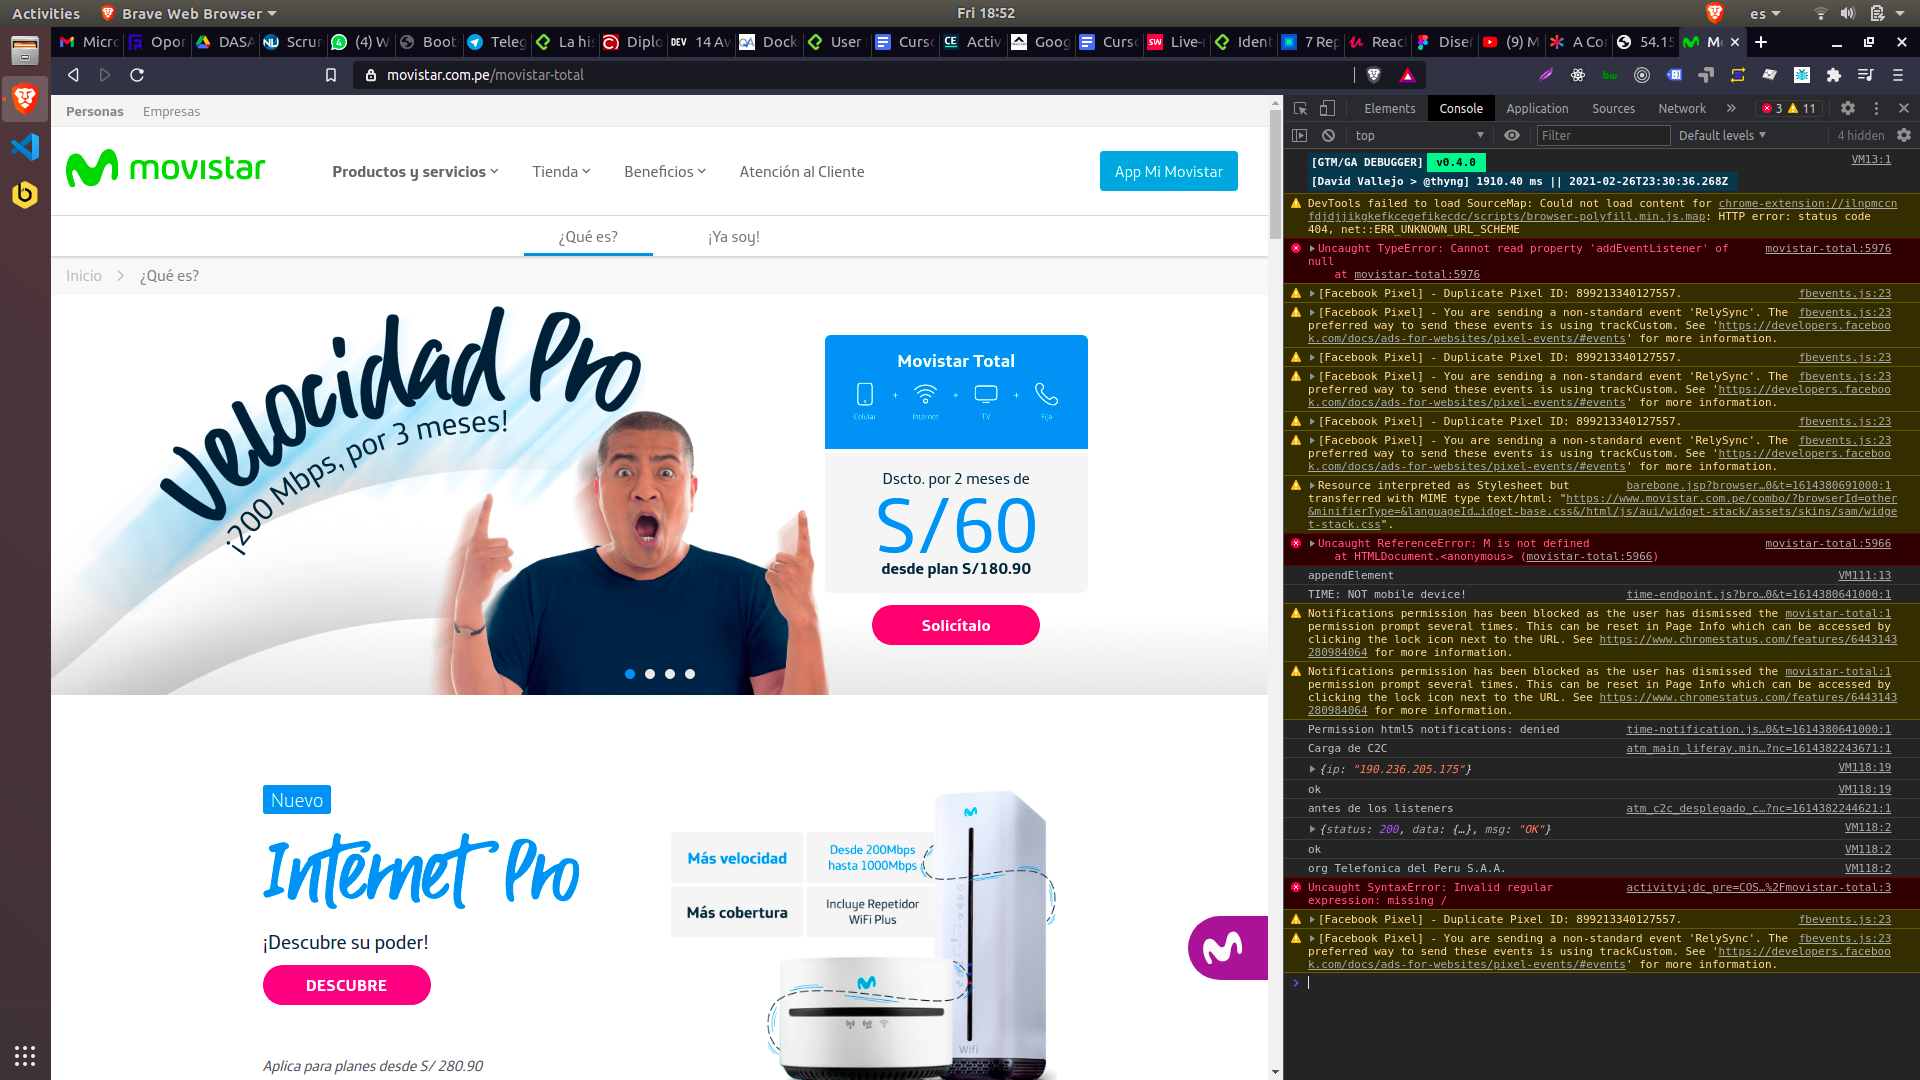 Activities
Brave Web Browser
Fri 18:52
es
Micro
Opor
DASA
Scrum
(4) W
Boots
Teleg
La his
Diplo
14 Av
Dock
User
Curso
Activ
Goog
Curso
Live-r
Ident
7 Rep
Reac
Diseñ
(9) M
A Cor
54.15
M
movistar.com.pe/movistar-total
Personas
Empresas
movistar
Productos y servicios
Tienda
Beneficios
Atención al Cliente
App Mi Movistar
¿Qué es?
¡Ya soy!
Inicio
¿Qué es?
Velocidad Pro
¡200 Mbps, por 3 meses!
Movistar Total
Celular + Internet + TV + Fija
Dscto. por 2 meses de
S/60
desde plan S/180.90
Solicítalo
Nuevo
Internet Pro
¡Descubre su poder!
DESCUBRE
Aplica para planes desde S/ 280.90
Más velocidad
Desde 200Mbps
hasta 1000Mbps
Más cobertura
Incluye Repetidor
WiFi Plus
Wifi
Elements
Console
Application
Sources
Network
3
11
top
Filter
Default levels
4 hidden
[GTM/GA DEBUGGER] v0.4.0 VM13:1
[David Vallejo > @thyng] 1910.40 ms || 2021-02-26T23:30:36.268Z
DevTools failed to load SourceMap: Could not load content for chrome-extension://ilnpmccn
fdjdjjikgkefkcegefikecdc/scripts/browser-polyfill.min.js.map: HTTP error: status code
404, net::ERR_UNKNOWN_URL_SCHEME
Uncaught TypeError: Cannot read property 'addEventListener' of movistar-total:5976
null
at movistar-total:5976
[Facebook Pixel] - Duplicate Pixel ID: 899213340127557. fbevents.js:23
[Facebook Pixel] - You are sending a non-standard event 'RelySync'. The fbevents.js:23
preferred way to send these events is using trackCustom. See 'https://developers.faceboo
k.com/docs/ads-for-websites/pixel-events/#events' for more information.
[Facebook Pixel] - Duplicate Pixel ID: 899213340127557. fbevents.js:23
[Facebook Pixel] - You are sending a non-standard event 'RelySync'. The fbevents.js:23
preferred way to send these events is using trackCustom. See 'https://developers.faceboo
k.com/docs/ads-for-websites/pixel-events/#events' for more information.
[Facebook Pixel] - Duplicate Pixel ID: 899213340127557. fbevents.js:23
[Facebook Pixel] - You are sending a non-standard event 'RelySync'. The fbevents.js:23
preferred way to send these events is using trackCustom. See 'https://developers.faceboo
k.com/docs/ads-for-websites/pixel-events/#events' for more information.
Resource interpreted as Stylesheet but barebone.jsp?browser…0&t=1614380691000:1
transferred with MIME type text/html: "https://www.movistar.com.pe/combo/?browserId=other
&minifierType=&languageId…idget-base.css&/html/js/aui/widget-stack/assets/skins/sam/widge
t-stack.css".
Uncaught ReferenceError: M is not defined movistar-total:5966
at HTMLDocument.<anonymous> (movistar-total:5966)
appendElement VM111:13
TIME: NOT mobile device! time-endpoint.js?bro…0&t=1614380641000:1
Notifications permission has been blocked as the user has dismissed the movistar-total:1
permission prompt several times. This can be reset in Page Info which can be accessed by
clicking the lock icon next to the URL. See https://www.chromestatus.com/features/6443143
280984064 for more information.
Notifications permission has been blocked as the user has dismissed the movistar-total:1
permission prompt several times. This can be reset in Page Info which can be accessed by
clicking the lock icon next to the URL. See https://www.chromestatus.com/features/6443143
280984064 for more information.
Permission html5 notifications: denied time-notification.js…0&t=1614380641000:1
Carga de C2C atm_main_liferay.min…?nc=1614382243671:1
{ip: "190.236.205.175"} VM118:19
ok VM118:19
antes de los listeners atm_c2c_desplegado_c…?nc=1614382244621:1
{status: 200, data: {…}, msg: "OK"} VM118:2
ok VM118:2
org Telefonica del Peru S.A.A. VM118:2
Uncaught SyntaxError: Invalid regular activityi;dc_pre=COS…%2Fmovistar-total:3
expression: missing /
[Facebook Pixel] - Duplicate Pixel ID: 899213340127557. fbevents.js:23
[Facebook Pixel] - You are sending a non-standard event 'RelySync'. The fbevents.js:23
preferred way to send these events is using trackCustom. See 'https://developers.faceboo
k.com/docs/ads-for-websites/pixel-events/#events' for more information.